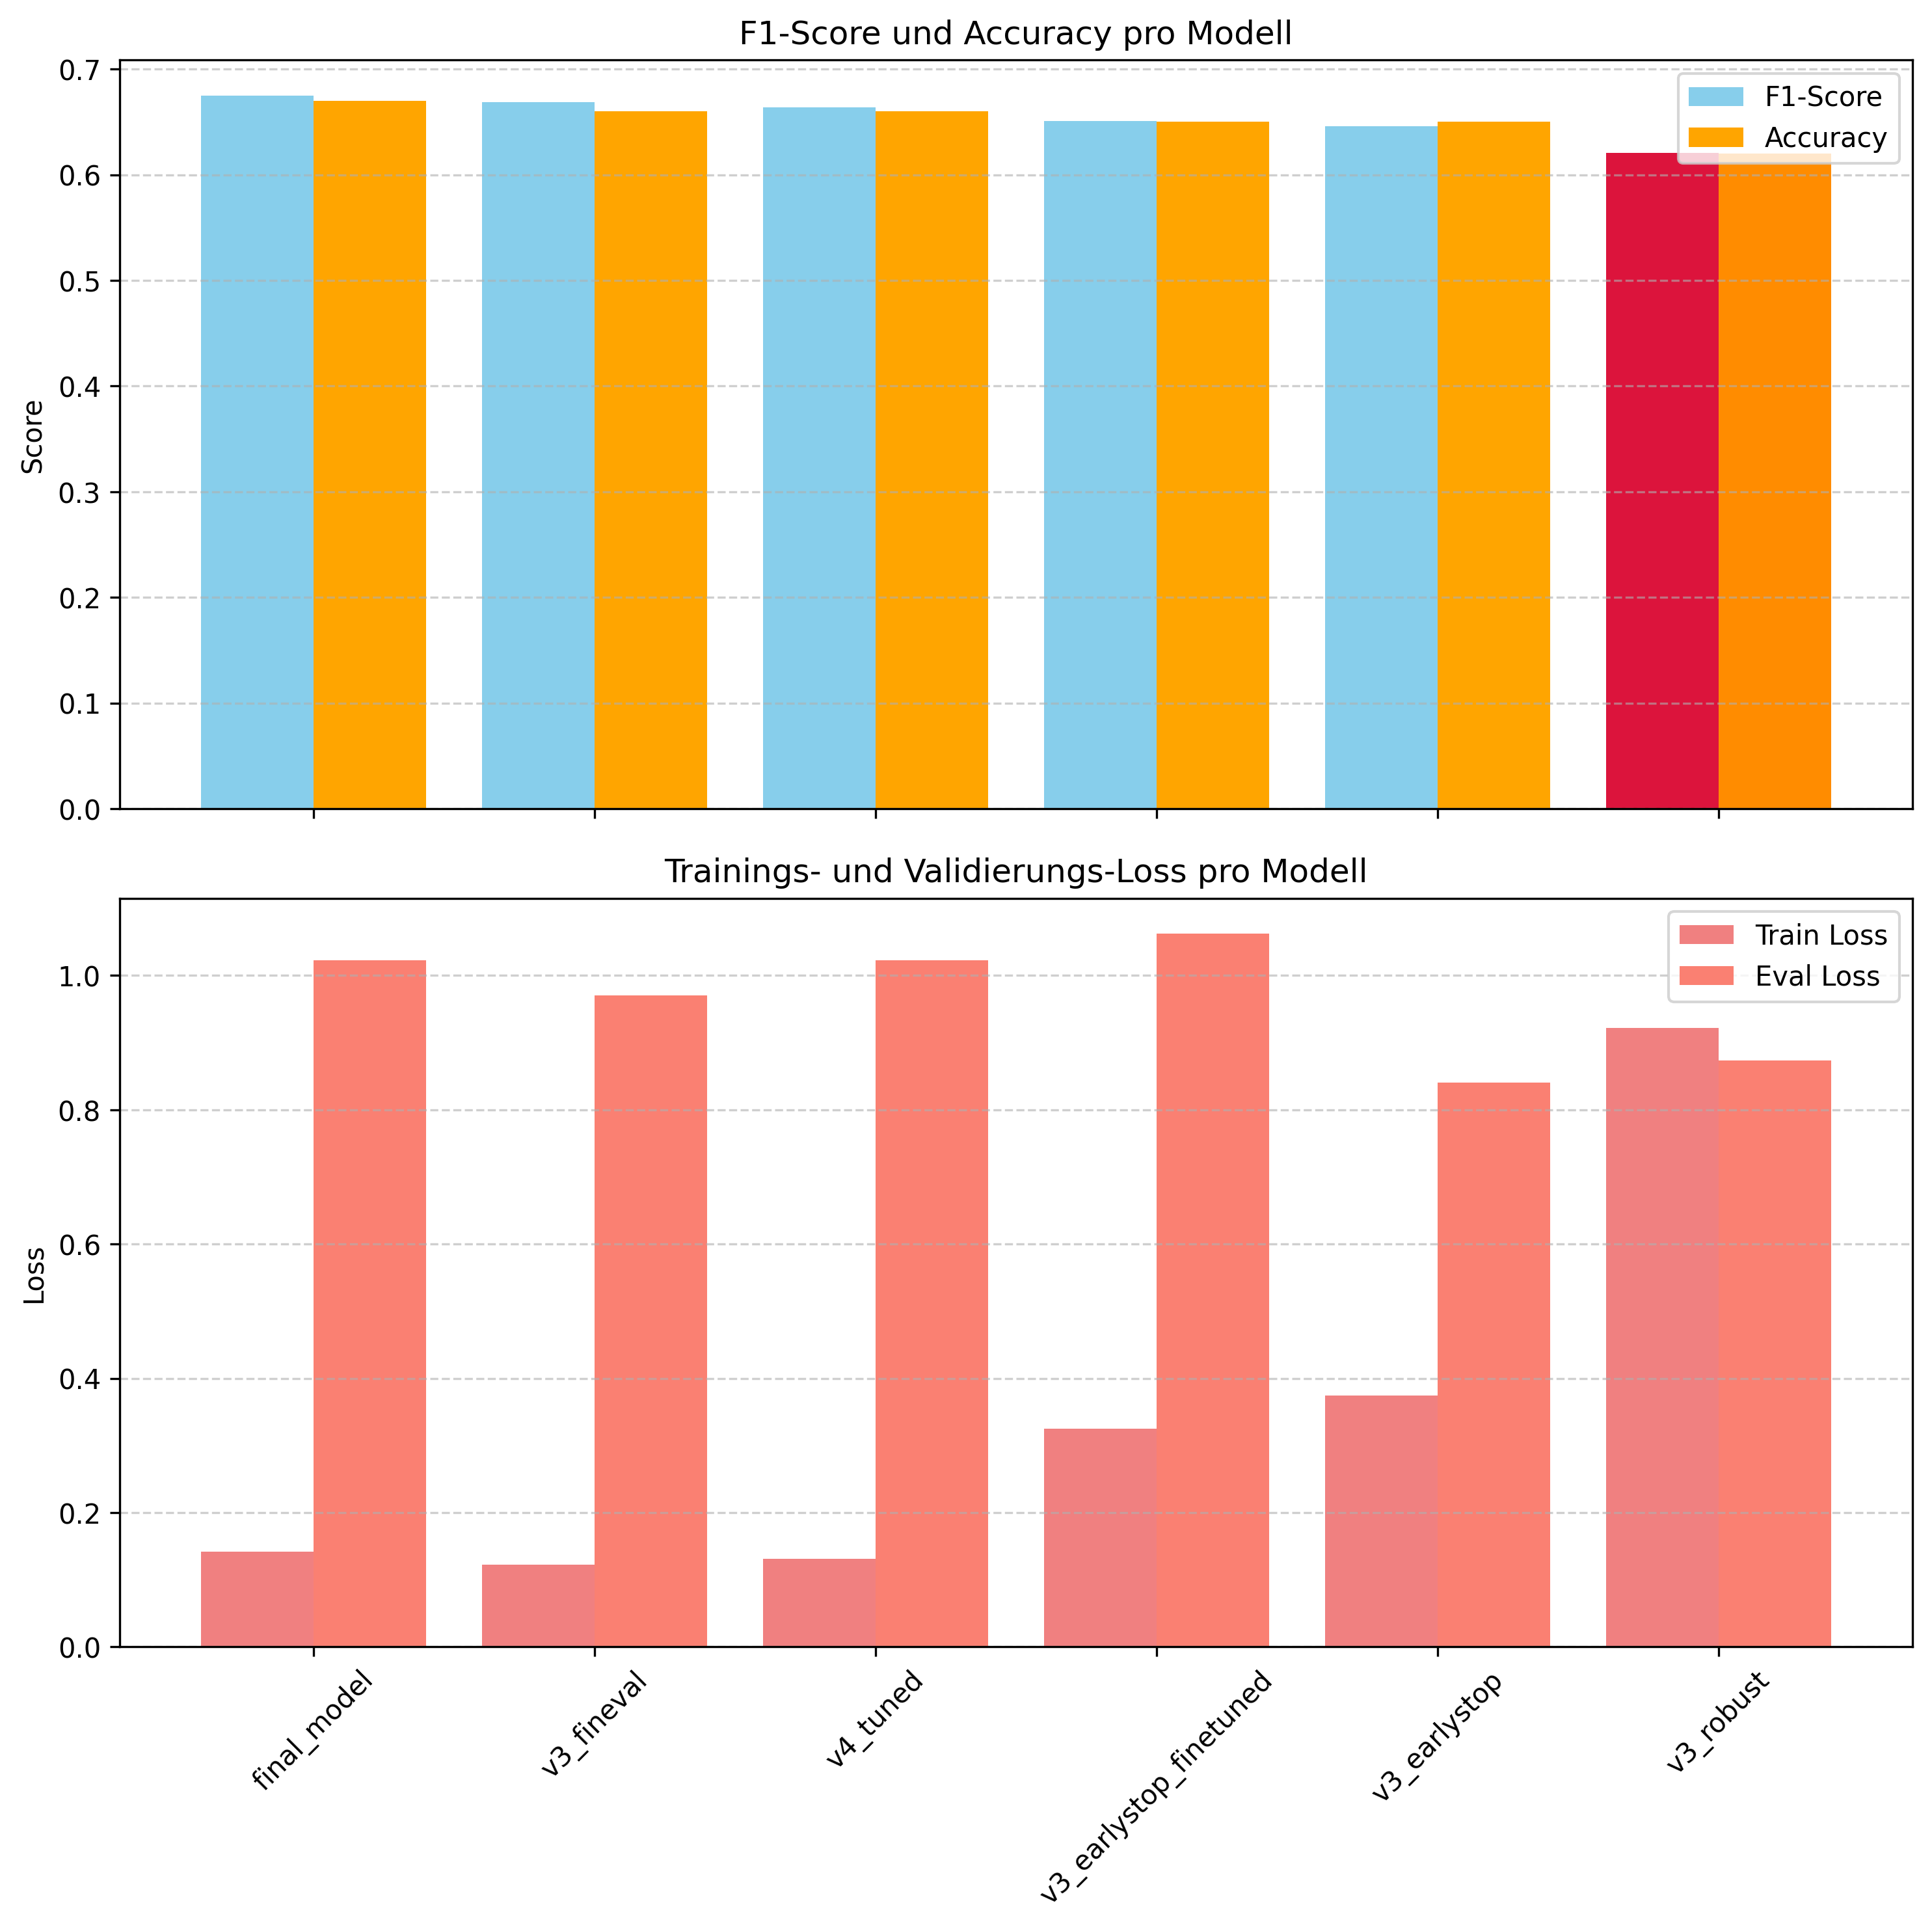 F1-Score und Accuracy pro Modell
F1-Score
Accuracy
0.7
0.6
0.5
0.4
0.3
0.2
0.1
0.0
Score
Trainings- und Validierungs-Loss pro Modell
Train Loss
Eval Loss
1.0
0.8
0.6
0.4
0.2
0.0
Loss
final_model
v3_fineval
v4_tuned
v3_earlystop_finetuned
v3_earlystop
v3_robust